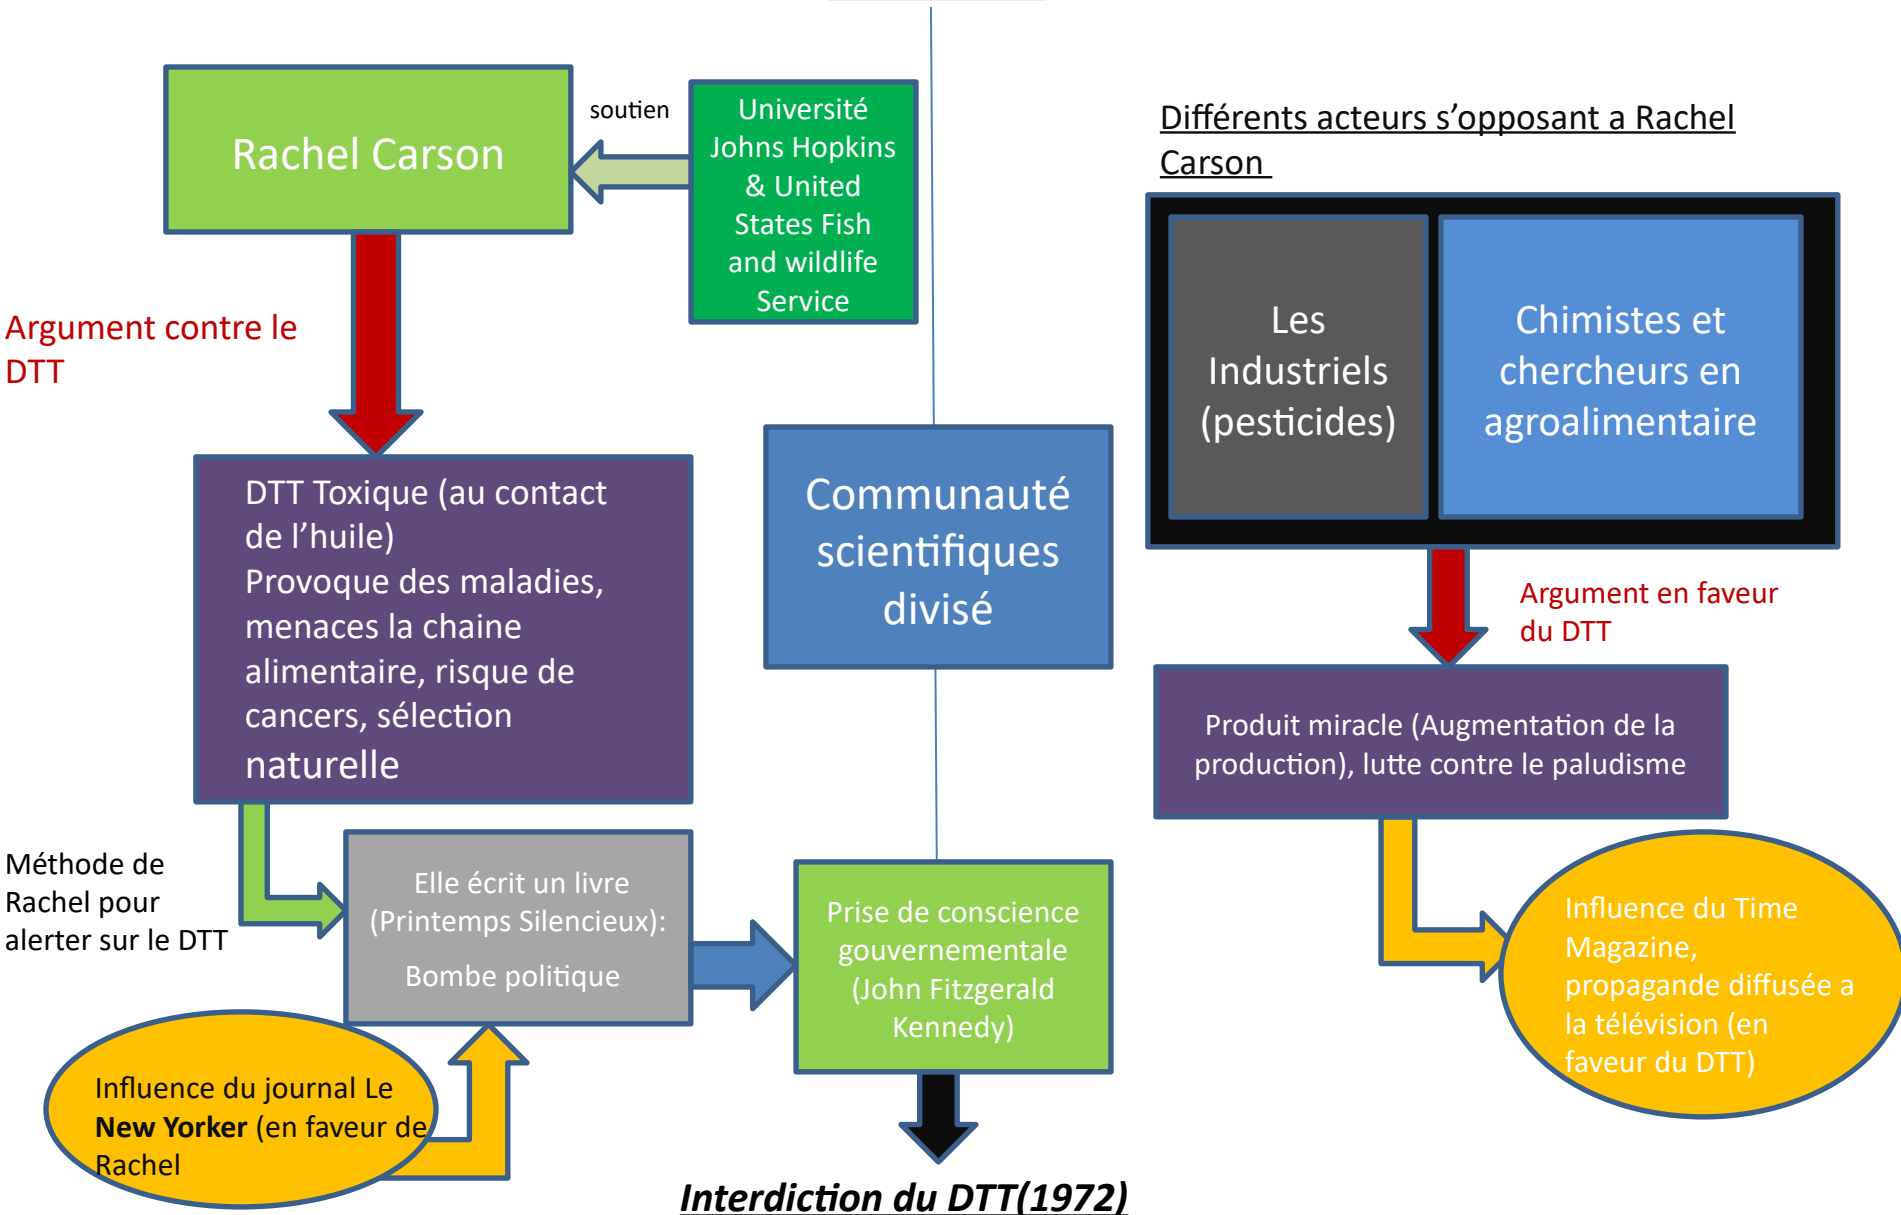 Rachel Carson
soutien
Université
Johns Hopkins
& United
States Fish
and wildlife
Service
Argument contre le
DTT
DTT Toxique (au contact
de l’huile)
Provoque des maladies,
menaces la chaine
alimentaire, risque de
cancers, sélection
naturelle
Méthode de
Rachel pour
alerter sur le DTT
Elle écrit un livre
(Printemps Silencieux):
Bombe politique
Influence du journal Le
New Yorker (en faveur de
Rachel
Communauté
scientifiques
divisé
Prise de conscience
gouvernementale
(John Fitzgerald
Kennedy)
Interdiction du DTT(1972)
Différents acteurs s’opposant a Rachel
Carson
Les
Industriels
(pesticides)
Chimistes et
chercheurs en
agroalimentaire
Argument en faveur
du DTT
Produit miracle (Augmentation de la
production), lutte contre le paludisme
Influence du Time
Magazine,
propagande diffusée a
la télévision (en
faveur du DTT)